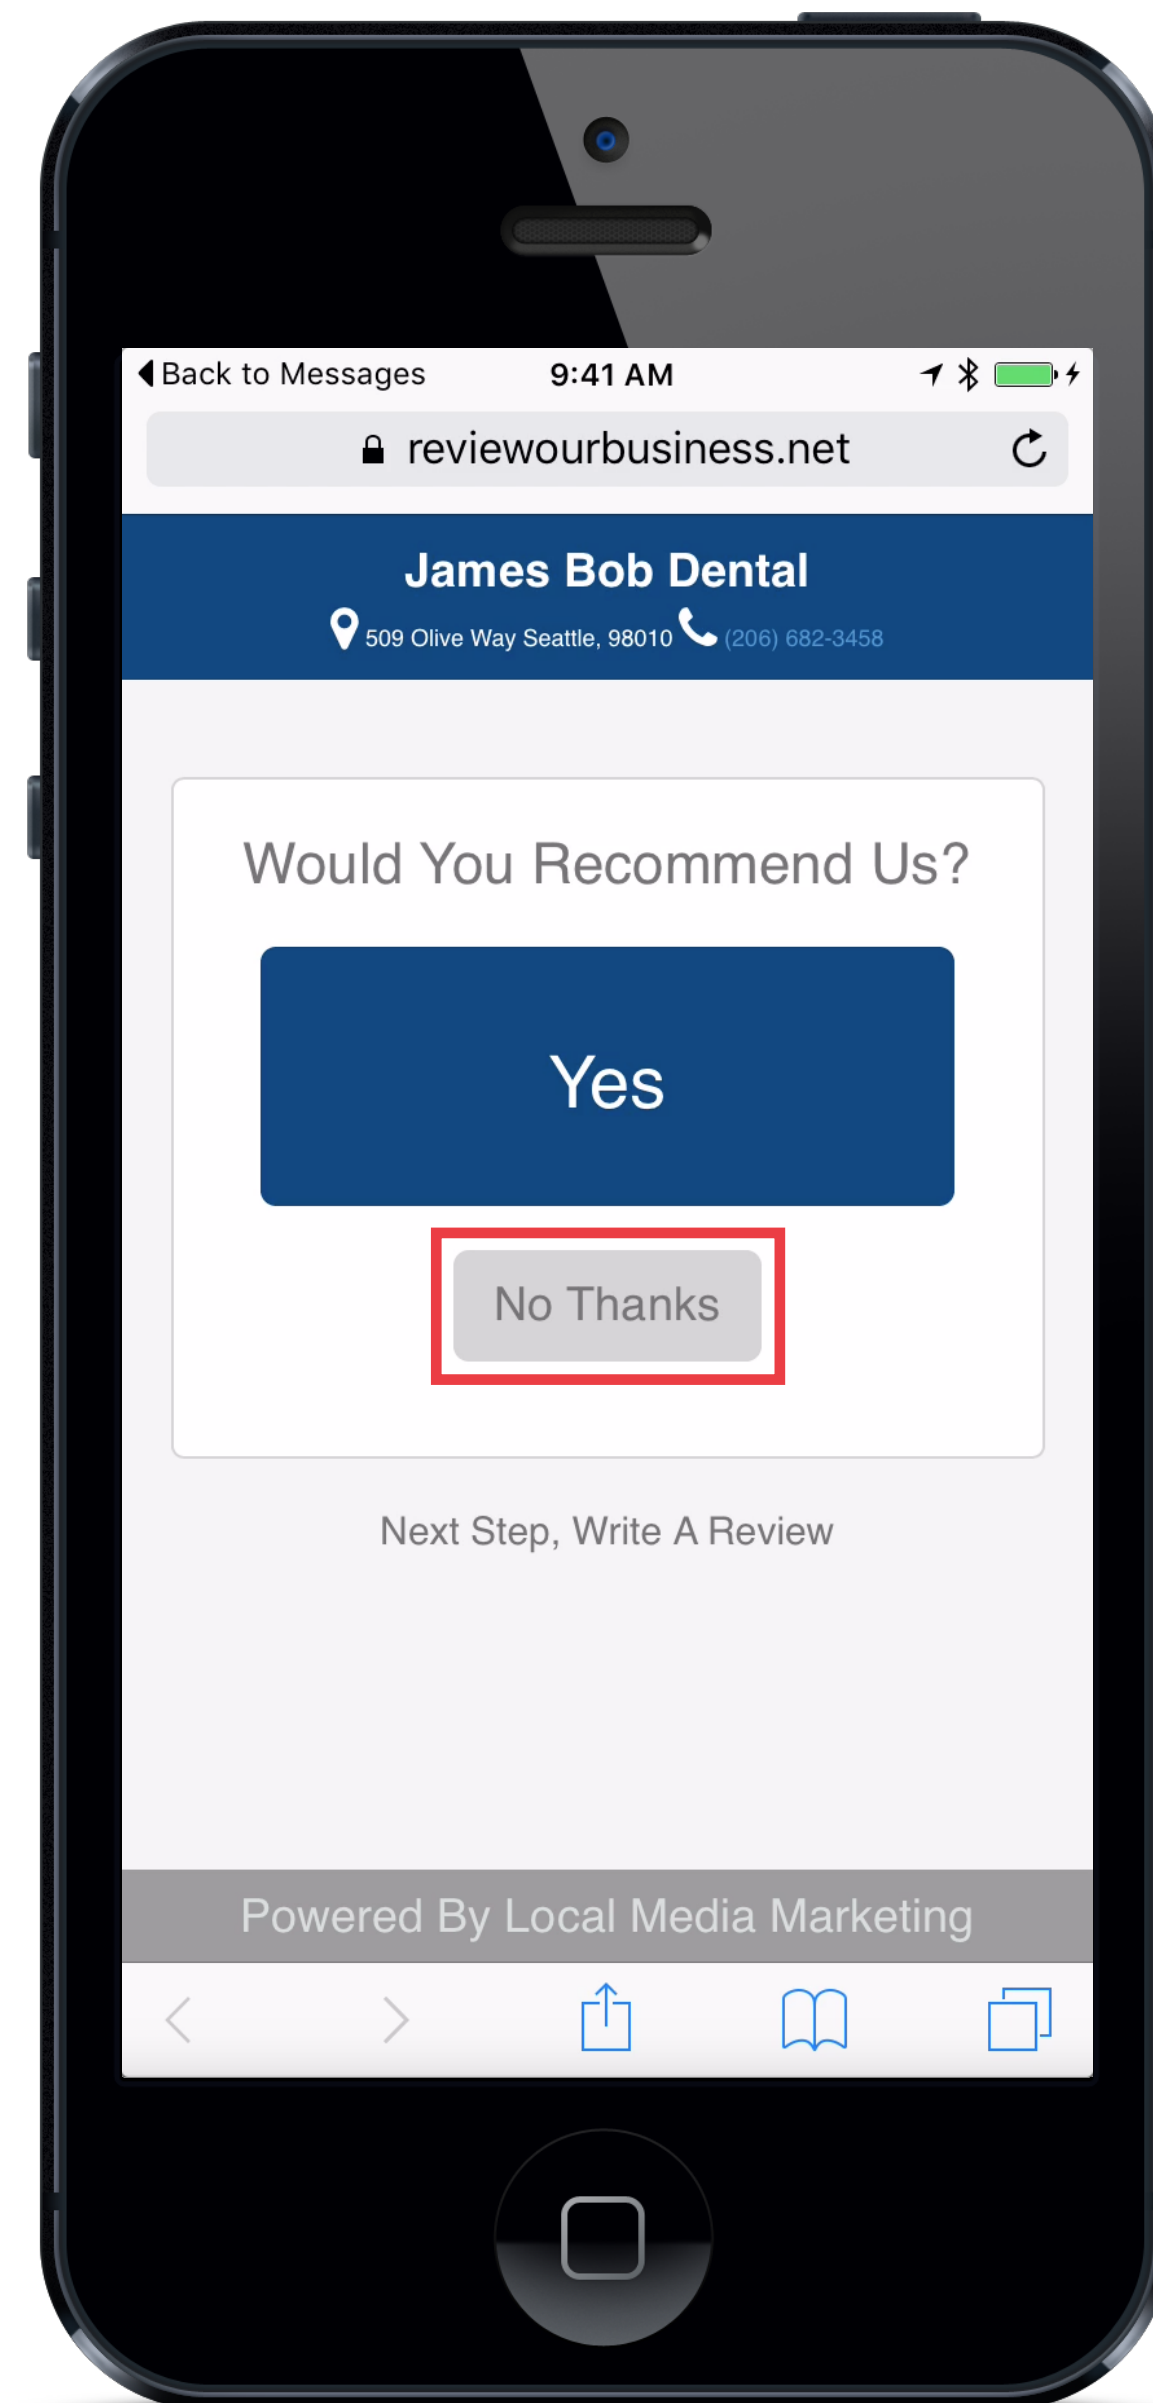 Back to Messages 9:41 AM
reviewourbusiness.net
James Bob Dental
509 Olive Way Seattle, 98010 (206) 682-3458
Would You Recommend Us?
Yes
No Thanks
Next Step, Write A Review
Powered By Local Media Marketing